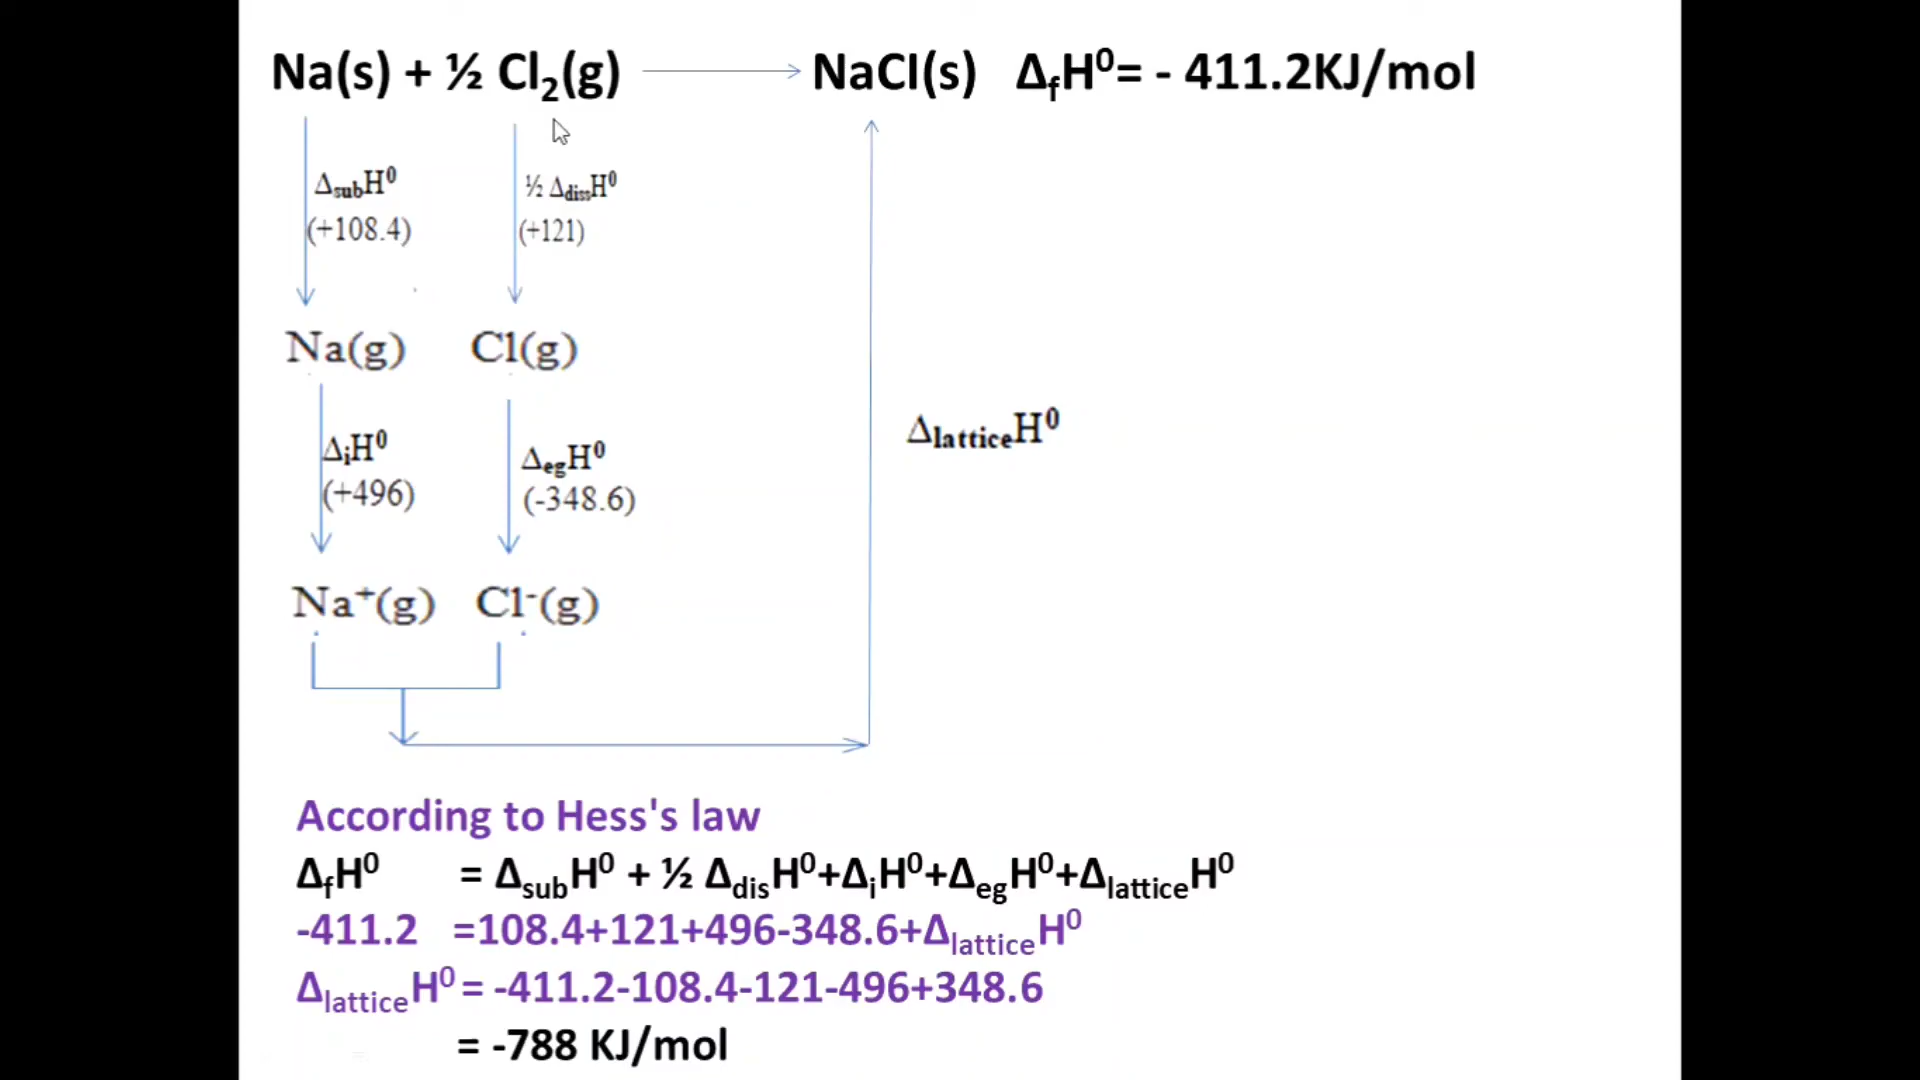 Na(s) + ½ Cl₂(g) NaCl(s) ΔfH⁰= - 411.2KJ/mol
ΔsubH⁰ ½ ΔdissH⁰
(+108.4) (+121)
Na(g) Cl(g)
ΔlatticeH⁰
ΔiH⁰ ΔegH⁰
(+496) (-348.6)
Na⁺(g) Cl⁻(g)
According to Hess's law
ΔfH⁰ = ΔsubH⁰ + ½ ΔdisH⁰+ΔiH⁰+ΔegH⁰+ΔlatticeH⁰
-411.2 =108.4+121+496-348.6+ΔlatticeH⁰
ΔlatticeH⁰ = -411.2-108.4-121-496+348.6
= -788 KJ/mol